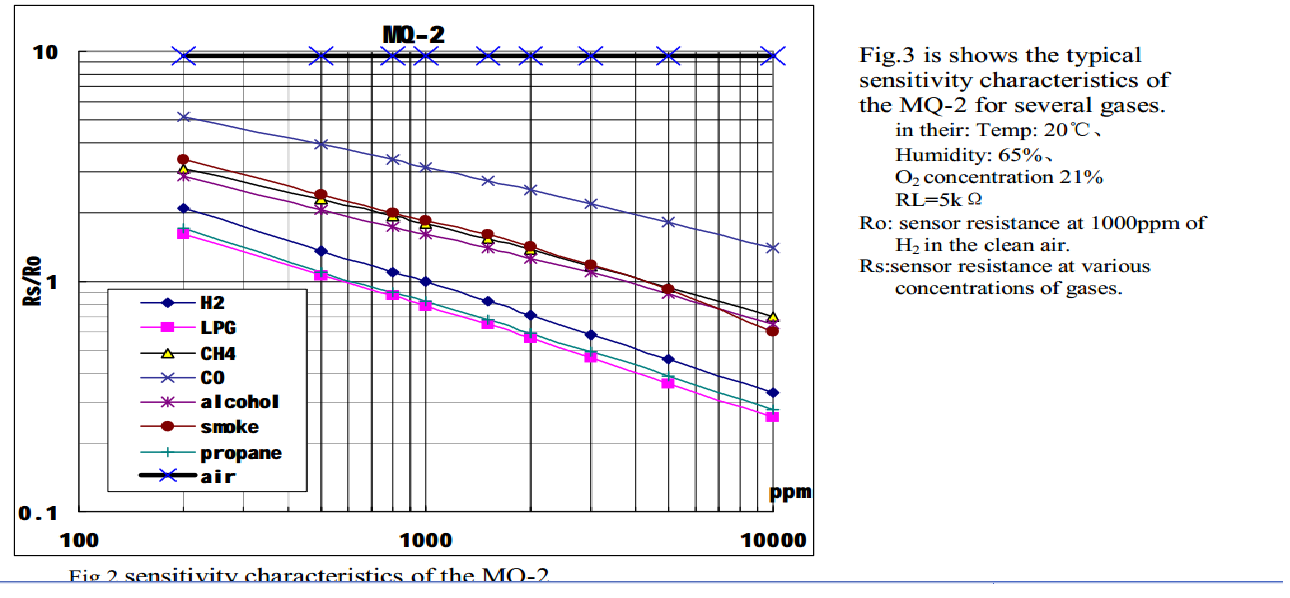 MQ-2
10
1
0.1
Rs/Ro
H2
LPG
CH4
CO
alcohol
smoke
propane
air
ppm
100
1000
10000
Fig.2 sensitivity characteristics of the MQ-2
Fig.3 is shows the typical
sensitivity characteristics of
the MQ-2 for several gases.
in their: Temp: 20℃、
Humidity: 65%、
O₂ concentration 21%
RL=5k Ω
Ro: sensor resistance at 1000ppm of
H₂ in the clean air.
Rs:sensor resistance at various
concentrations of gases.